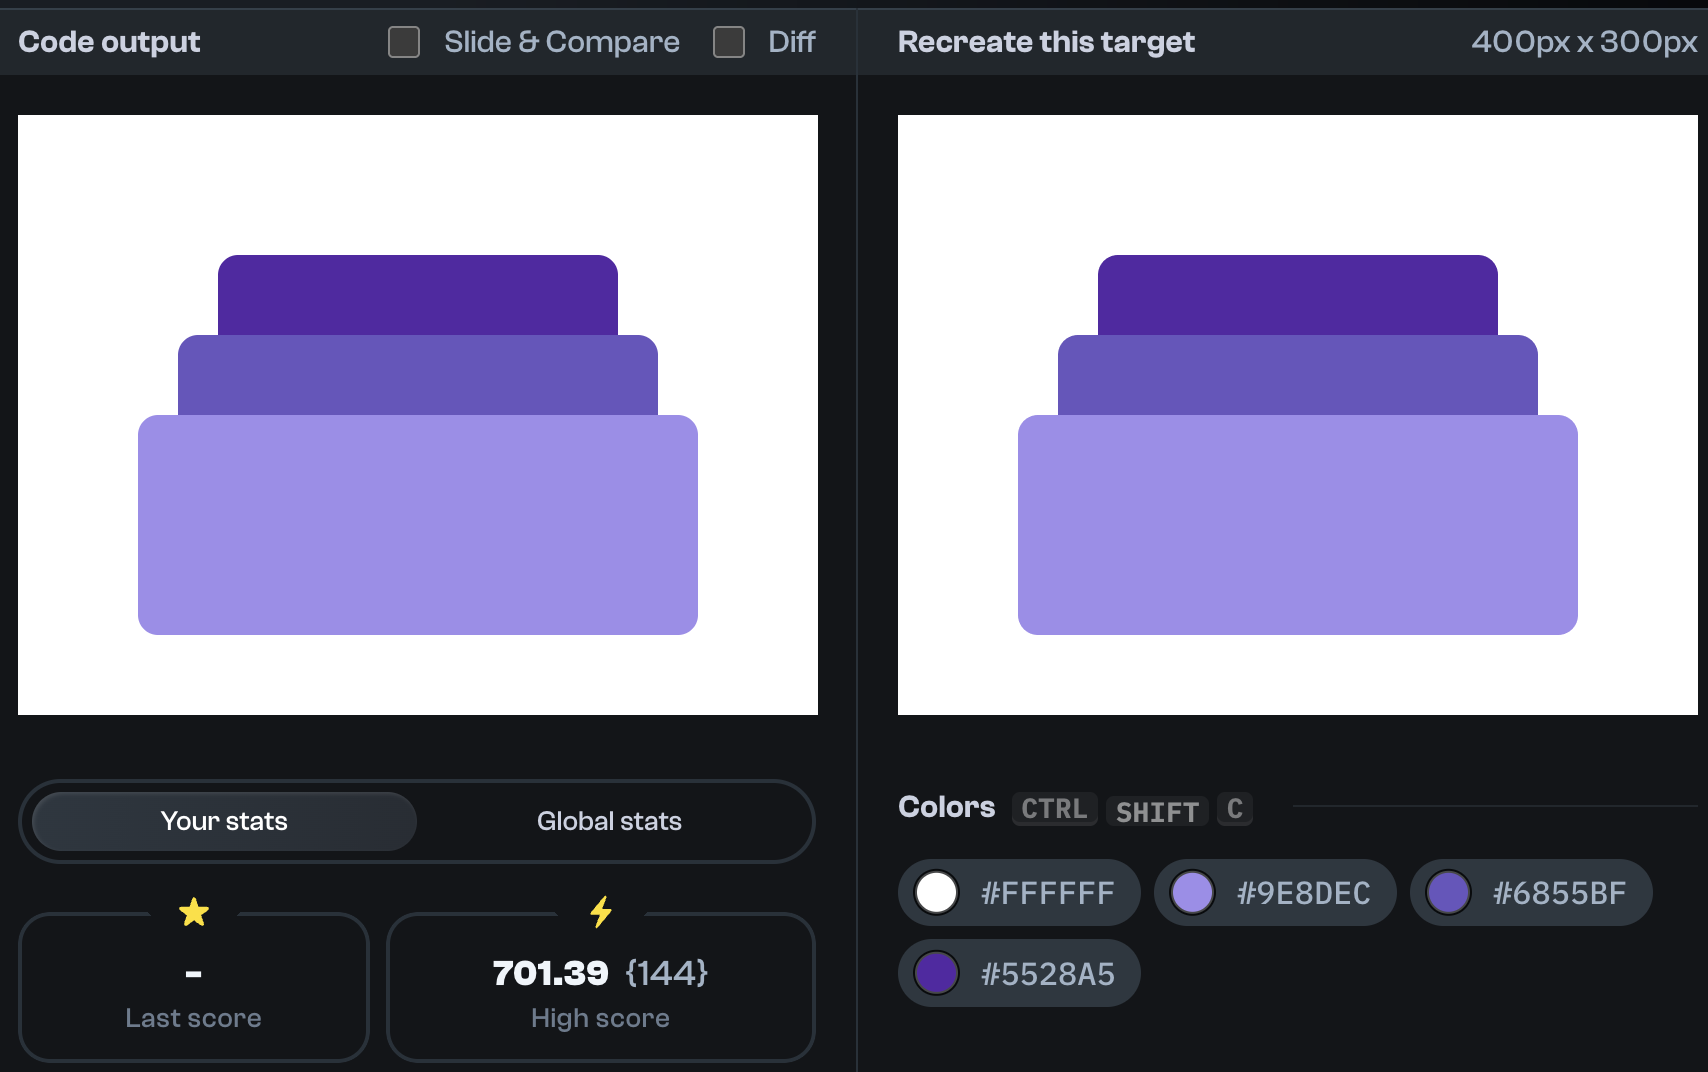 Code output
Slide & Compare
Diff
Recreate this target
400px x 300px
Your stats
Global stats
-
Last score
701.39 {144}
High score
Colors CTRL SHIFT C
#FFFFFF
#9E8DEC
#6855BF
#5528A5